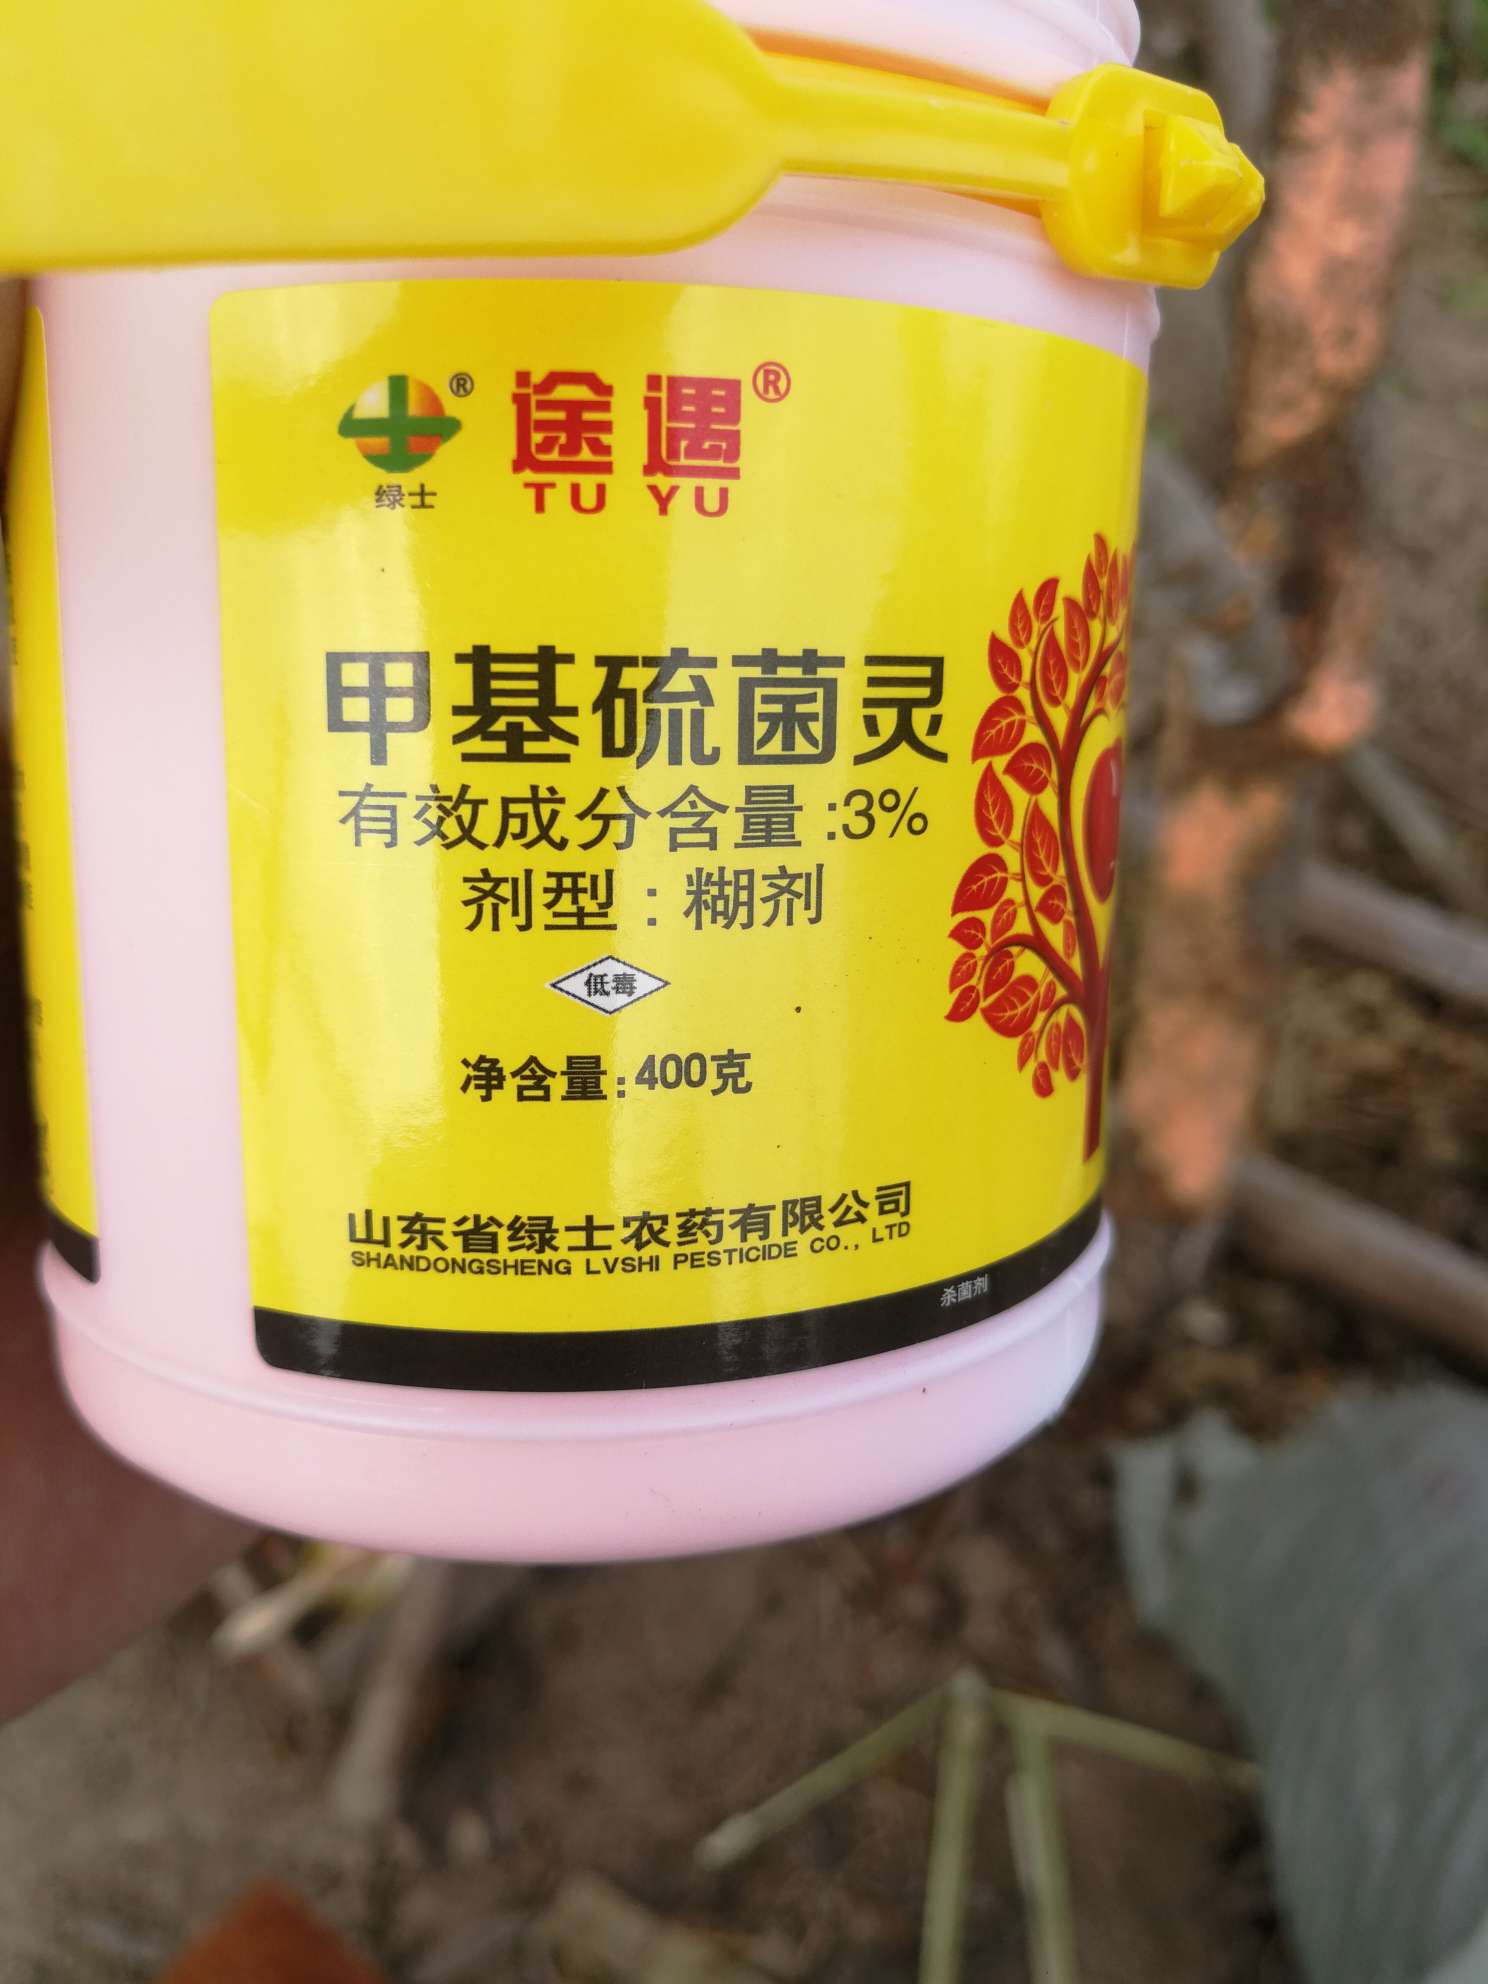 绿士®
途遇®
TU YU
甲基硫菌灵
有效成分含量:3%
剂型:糊剂
低毒
净含量:400克
山东省绿士农药有限公司
SHANDONGSHENG LVSHI PESTICIDE CO., LTD
杀菌剂